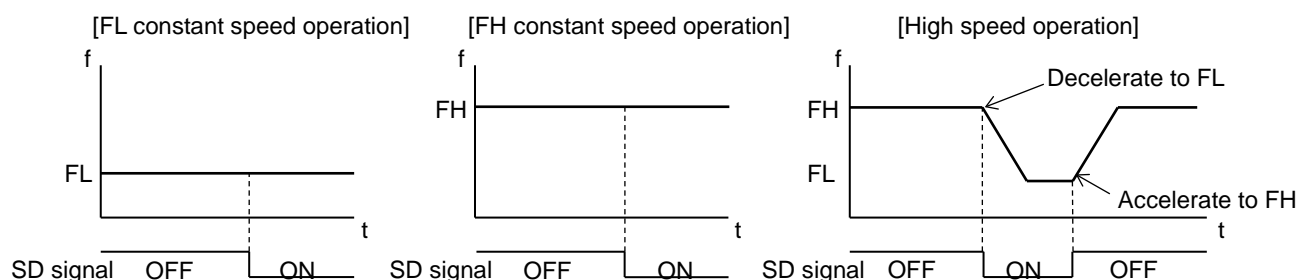 [FL constant speed operation]
f
FL
t
SD signal OFF ON
[FH constant speed operation]
f
FH
t
SD signal OFF ON
[High speed operation]
f
Decelerate to FL
FH
FL
Accelerate to FH
t
SD signal OFF ON OFF